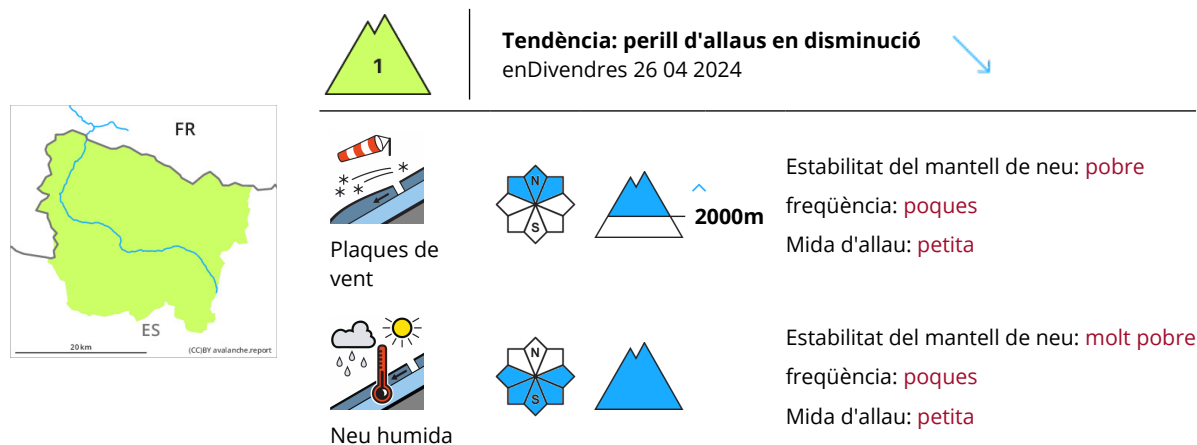 1
Tendència: perill d'allaus en disminució
enDivendres 26 04 2024
FR
ES
20 km
(CC)BY avalanche.report
N
S
2000m
Plaques de
vent
Estabilitat del mantell de neu: pobre
freqüència: poques
Mida d'allau: petita
N
S
Neu humida
Estabilitat del mantell de neu: molt pobre
freqüència: poques
Mida d'allau: petita